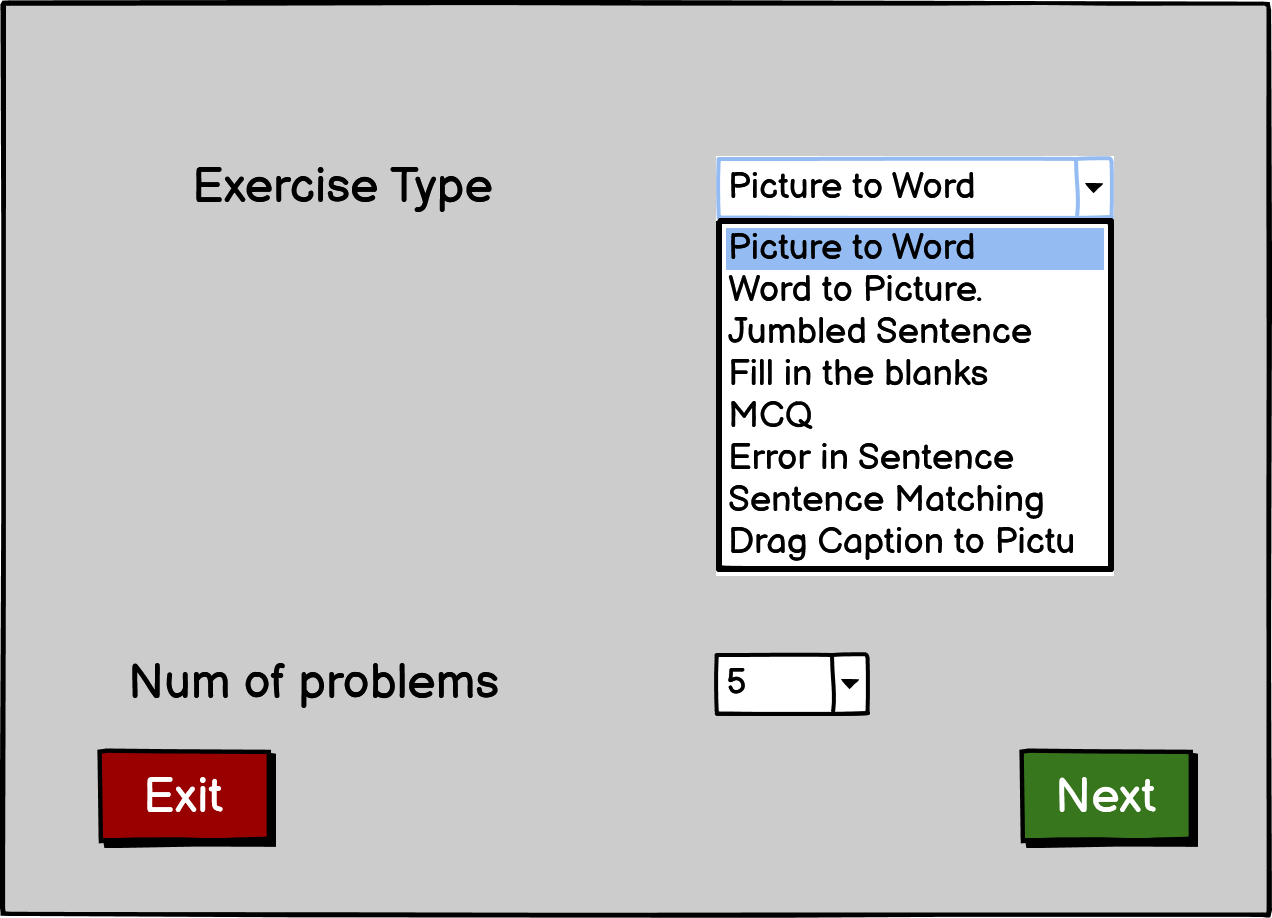 Exercise Type
Picture to Word
Picture to Word
Word to Picture.
Jumbled Sentence
Fill in the blanks
MCQ
Error in Sentence
Sentence Matching
Drag Caption to Pictu
Num of problems
5
Exit
Next